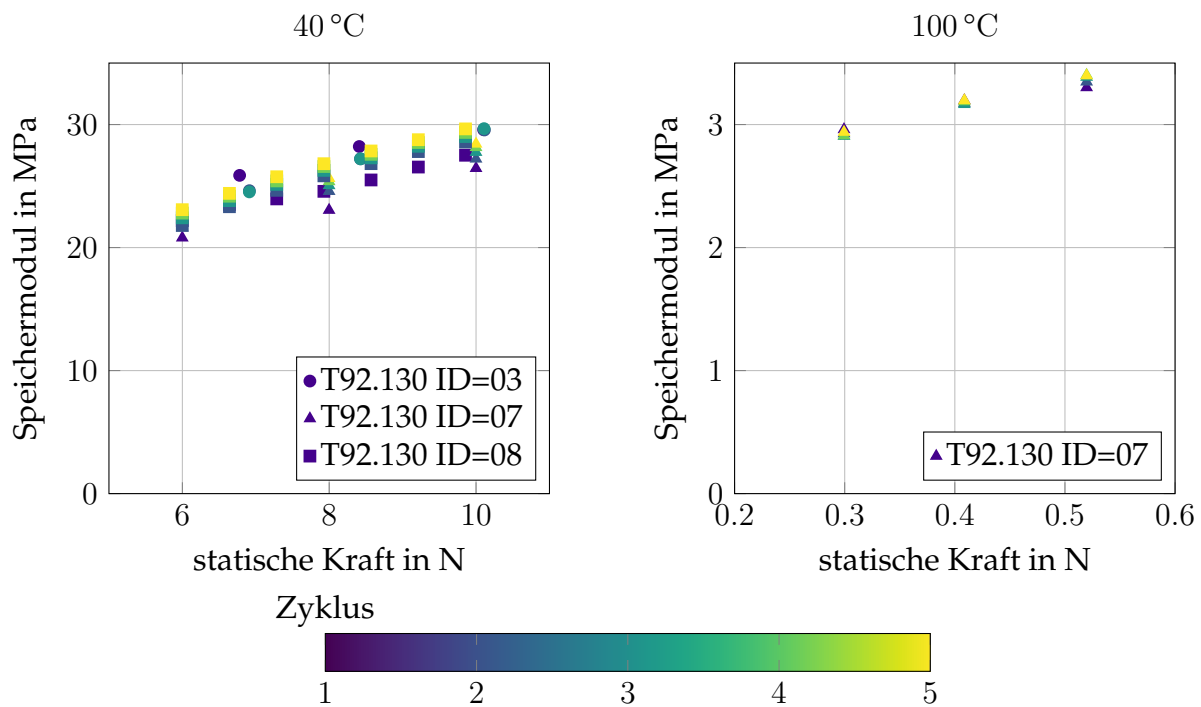 40 °C
Speichermodul in MPa
30
20
10
0
6
8
10
statische Kraft in N
T92.130 ID=03
T92.130 ID=07
T92.130 ID=08
100 °C
Speichermodul in MPa
3
2
1
0
0.2
0.3
0.4
0.5
0.6
statische Kraft in N
T92.130 ID=07
Zyklus
1
2
3
4
5